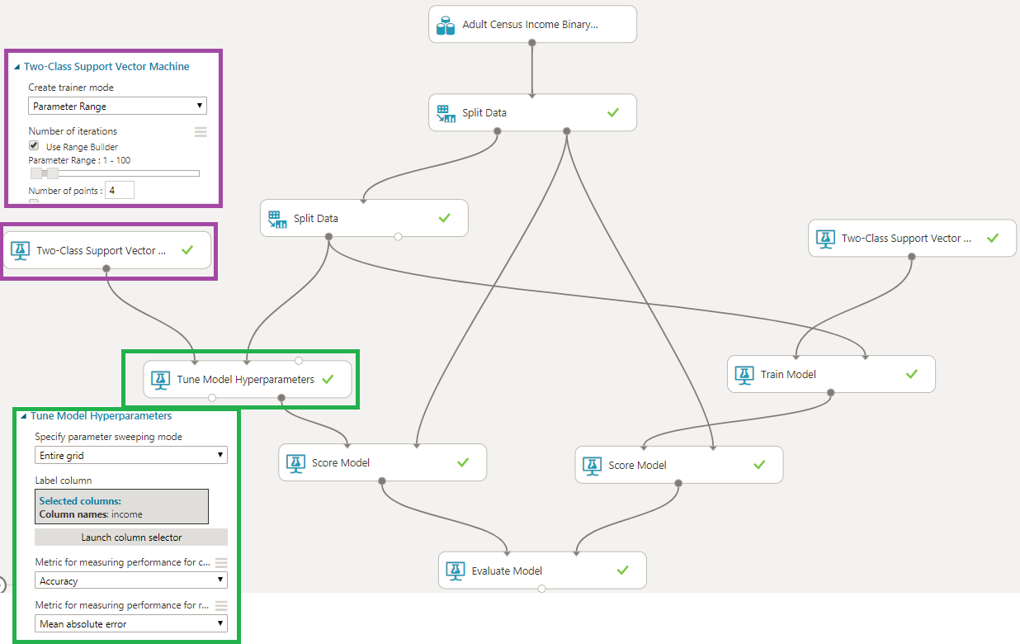 Adult Census Income Binary...
Two-Class Support Vector Machine
Create trainer mode
Parameter Range
Number of iterations
Use Range Builder
Parameter Range : 1 - 100
Number of points : 4
Split Data
Split Data
Two-Class Support Vector ...
Two-Class Support Vector ...
Tune Model Hyperparameters
Train Model
Tune Model Hyperparameters
Specify parameter sweeping mode
Entire grid
Label column
Selected columns:
Column names: income
Launch column selector
Metric for measuring performance for c...
Accuracy
Metric for measuring performance for r...
Mean absolute error
Score Model
Score Model
Evaluate Model